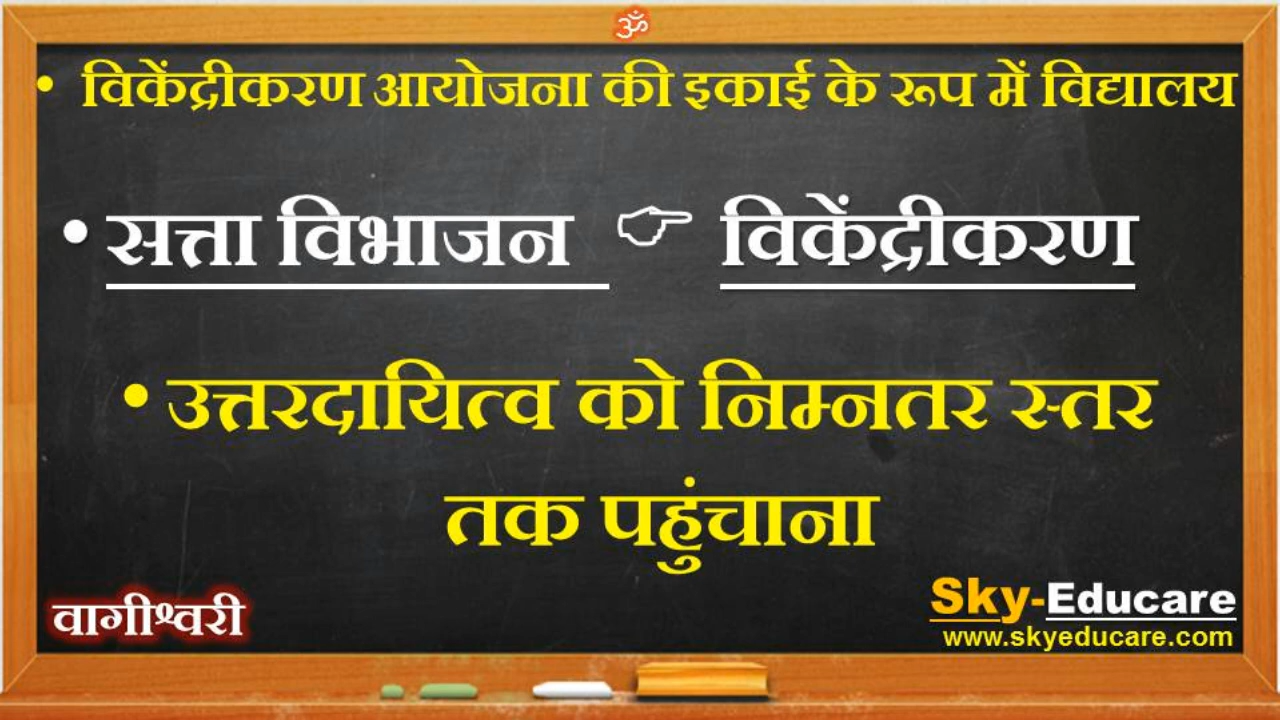 ॐ
• विकेंद्रीकरण आयोजना की इकाई के रूप में विद्यालय
• सत्ता विभाजन 👉 विकेंद्रीकरण
• उत्तरदायित्व को निम्नतर स्तर
तक पहुंचाना
वागीश्वरी
Sky-Educare
www.skyeducare.com